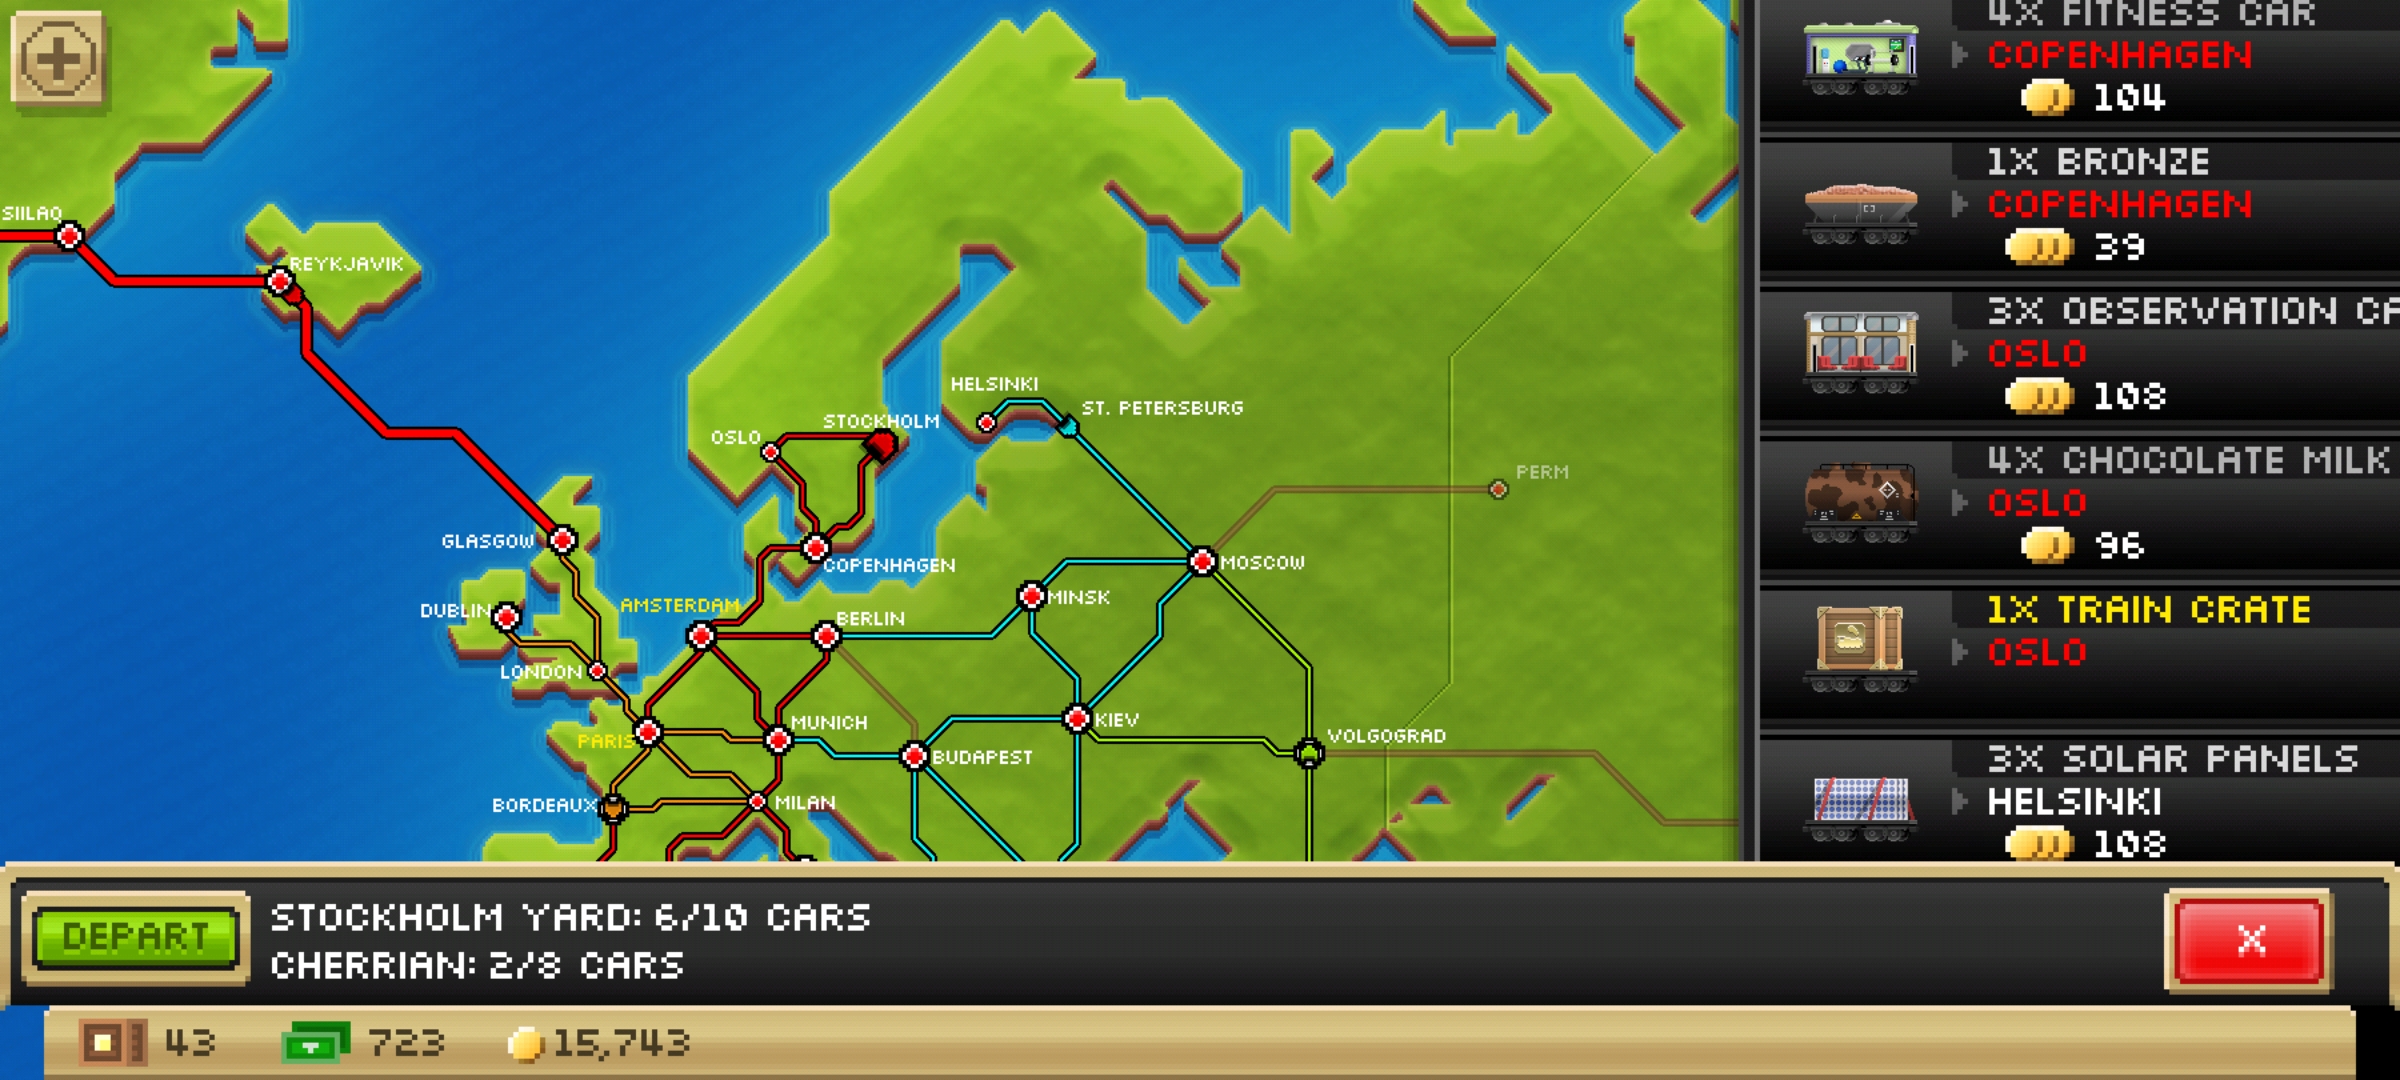 4X FITNESS CAR
COPENHAGEN
104
1X BRONZE
COPENHAGEN
39
3X OBSERVATION CA
OSLO
108
4X CHOCOLATE MILK
OSLO
96
1X TRAIN CRATE
OSLO
3X SOLAR PANELS
HELSINKI
108
SIILAQ
REYKJAVIK
HELSINKI
ST. PETERSBURG
STOCKHOLM
OSLO
PERM
GLASGOW
COPENHAGEN
MOSCOW
MINSK
AMSTERDAM
DUBLIN
BERLIN
LONDON
MUNICH
KIEV
PARIS
VOLGOGRAD
BUDAPEST
BORDEAUX
MILAN
DEPART
STOCKHOLM YARD: 6/10 CARS
CHERRIAN: 2/8 CARS
X
43
723
15,743